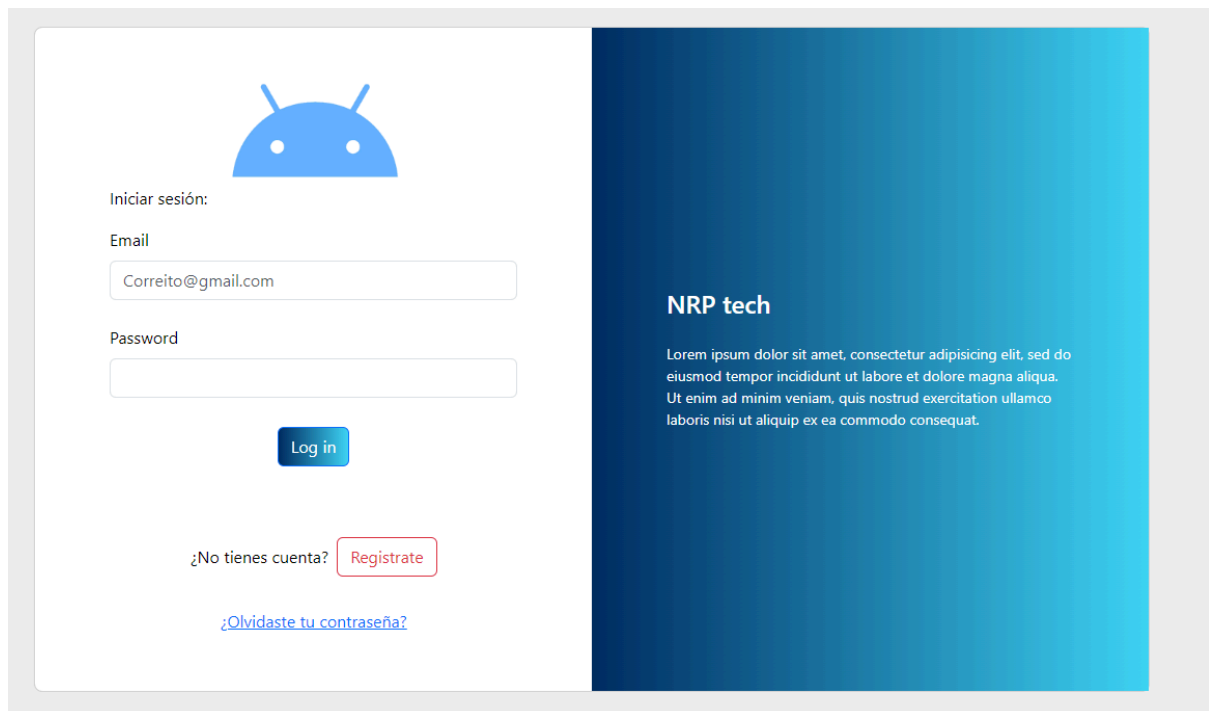 Iniciar sesión:
Email
Correito@gmail.com
Password
Log in
¿No tienes cuenta? Registrate
¿Olvidaste tu contraseña?
NRP tech
Lorem ipsum dolor sit amet, consectetur adipisicing elit, sed do
eiusmod tempor incididunt ut labore et dolore magna aliqua.
Ut enim ad minim veniam, quis nostrud exercitation ullamco
laboris nisi ut aliquip ex ea commodo consequat.